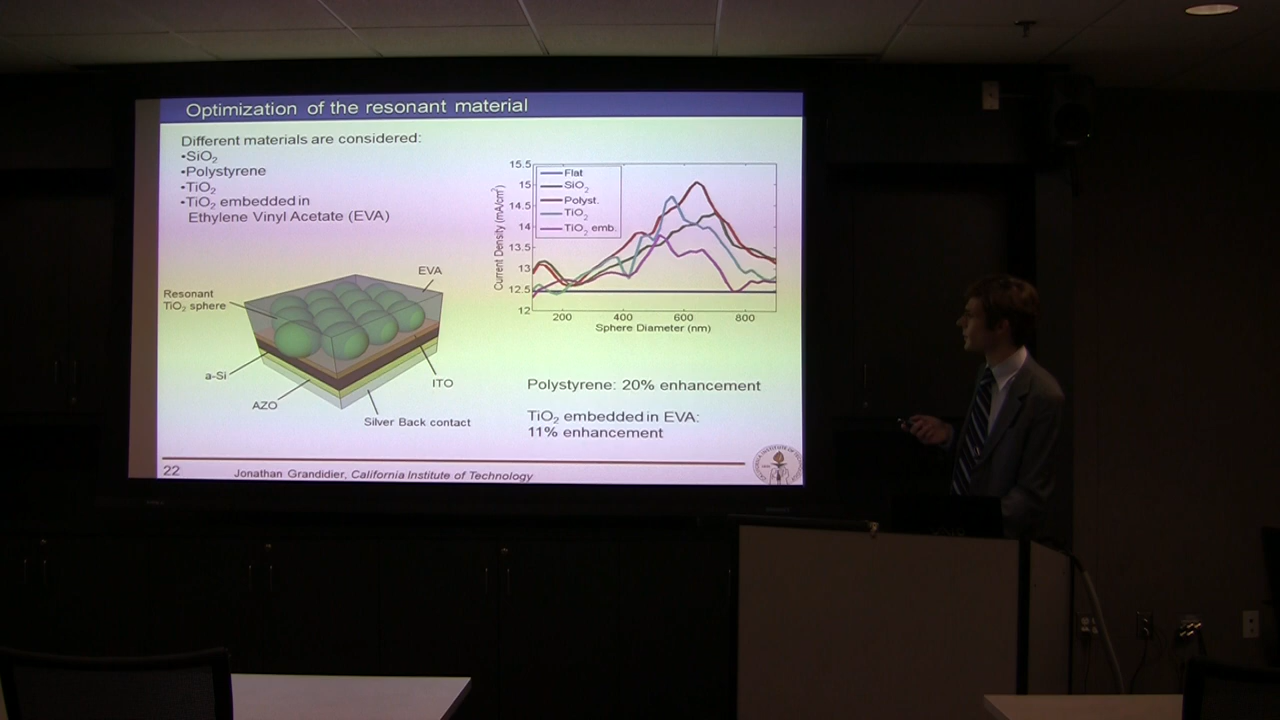 Optimization of the resonant material
Different materials are considered:
•SiO₂
•Polystyrene
•TiO₂
•TiO₂ embedded in
Ethylene Vinyl Acetate (EVA)
EVA
Resonant
TiO₂ sphere
a-Si
AZO
ITO
Silver Back contact
15.5
15
14.5
14
13.5
13
12.5
12
Current Density (mA/cm²)
Flat
SiO₂
Polyst.
TiO₂
TiO₂ emb.
200
400
600
800
Sphere Diameter (nm)
Polystyrene: 20% enhancement
TiO₂ embedded in EVA:
11% enhancement
22
Jonathan Grandidier, California Institute of Technology